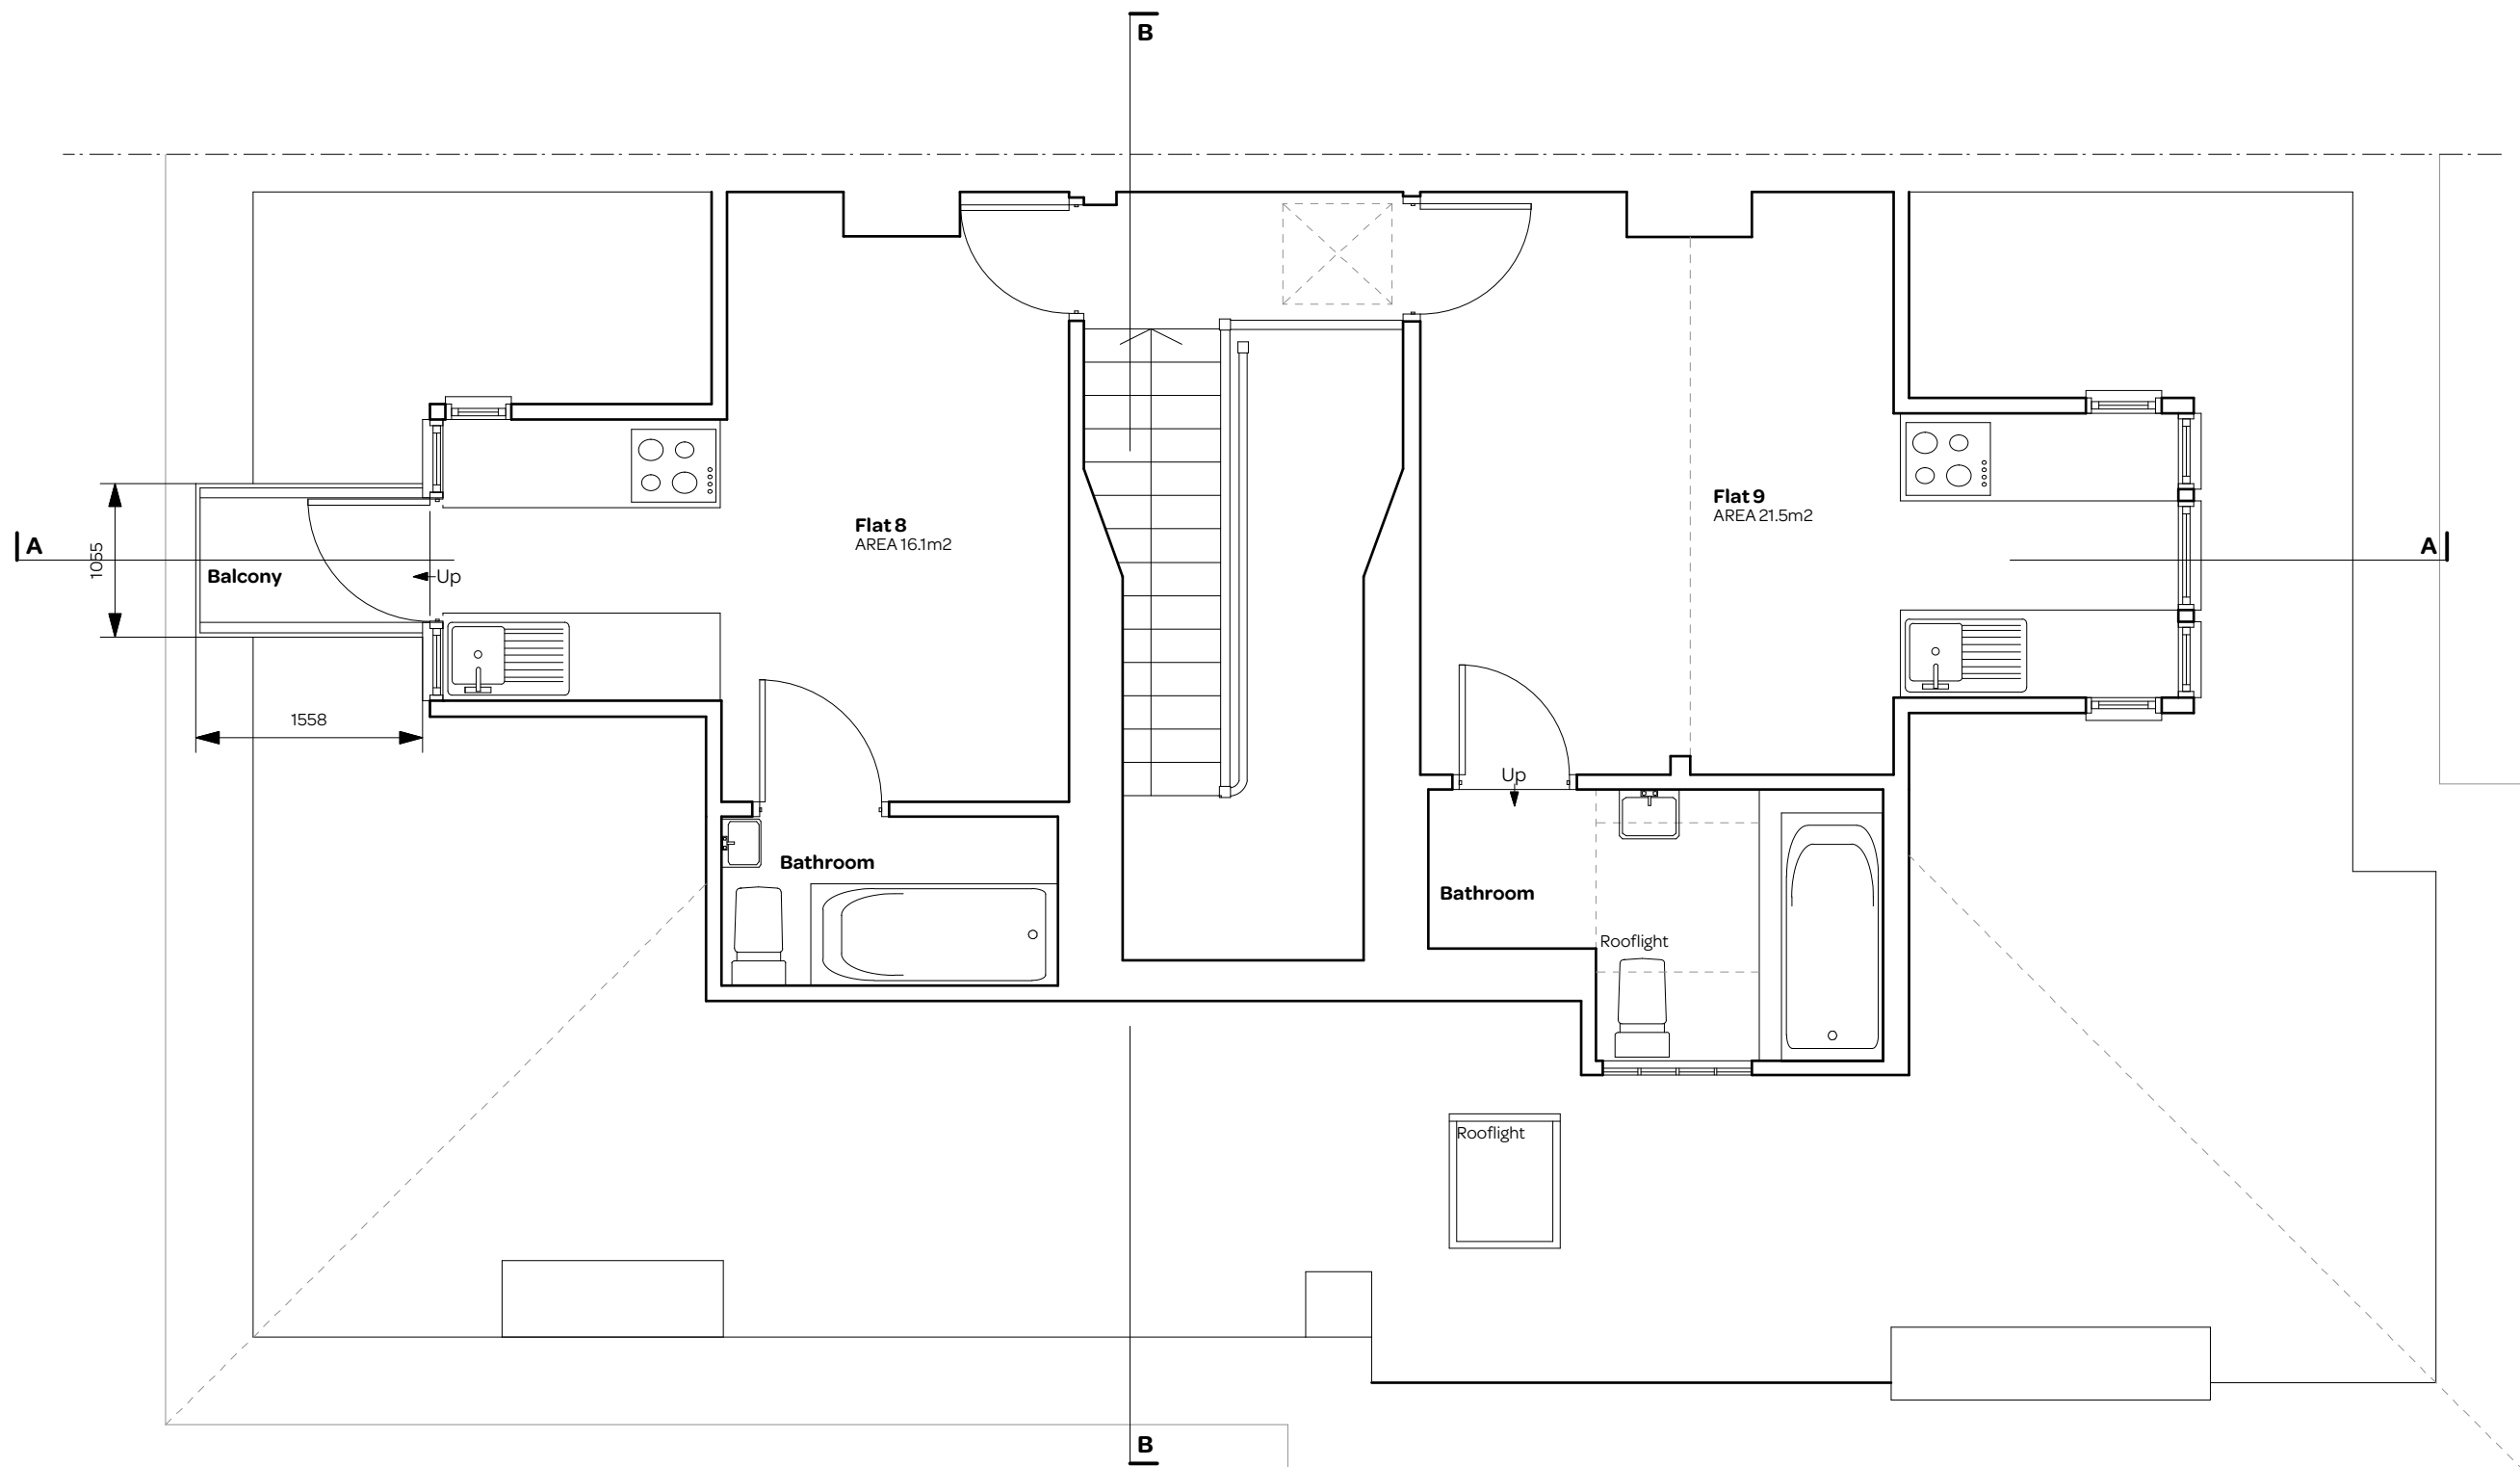 B
A
1055
Balcony
Up
1558
Flat 8
AREA 16.1m2
Flat 9
AREA 21.5m2
A
Up
Bathroom
Bathroom
Rooflight
Rooflight
B